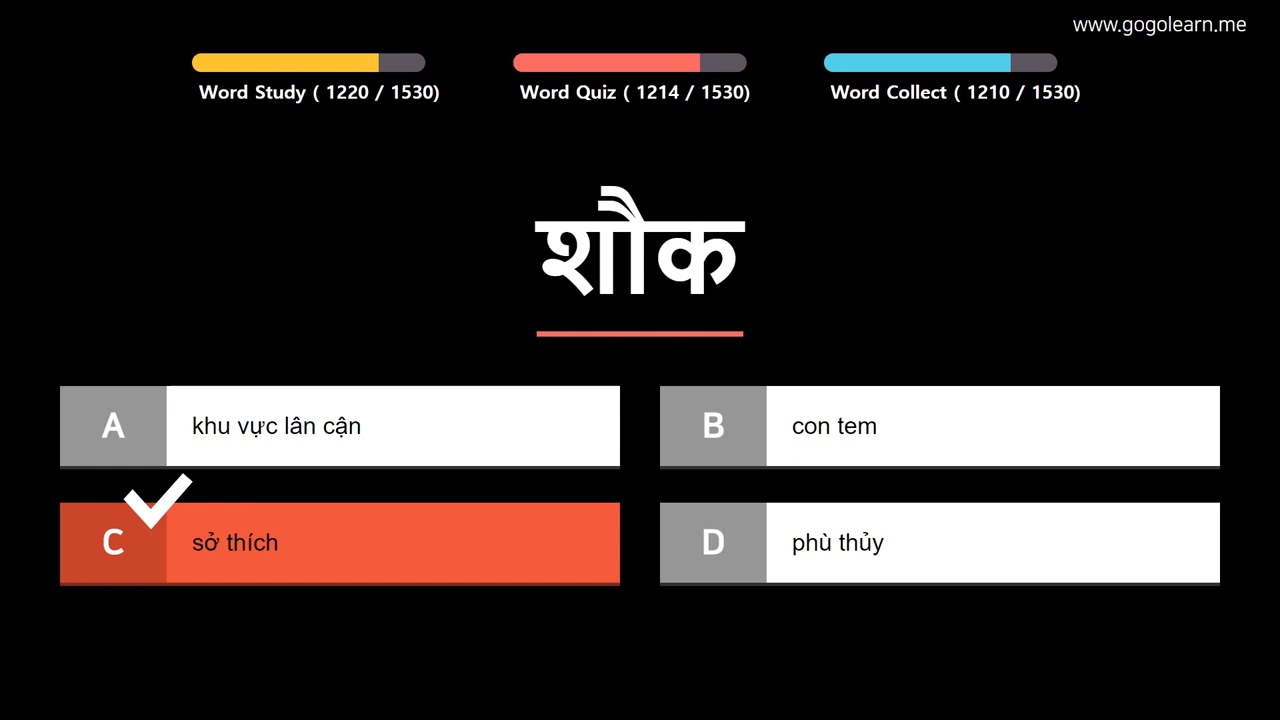 www.gogolearn.me
Word Study ( 1220 / 1530)
Word Quiz ( 1214 / 1530)
Word Collect ( 1210 / 1530)
शौक
A khu vực lân cận
B con tem
C sở thích
D phù thủy